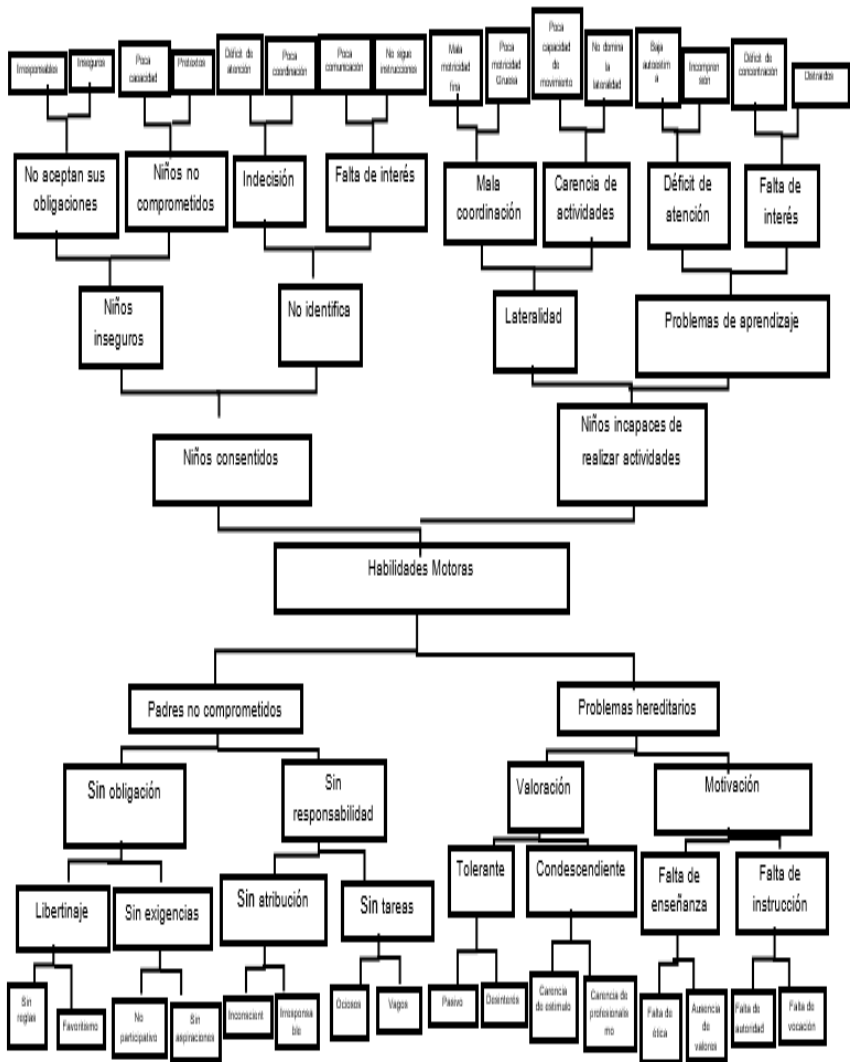 Irresponsables
Inseguros
Poca
capacidad
Pretextos
Déficit de
atención
Poca
coordinación
Poca
comunicación
No sigue
instrucciones
Mala
motricidad
fina
Poca
motricidad
Gruesa
Poca
capacidad
de
movimiento
No domina
la
lateralidad
Baja
autoestim
a
Incompren
sión
Déficit de
concentración
Distraídos
No aceptan sus
obligaciones
Niños no
comprometidos
Indecisión
Falta de interés
Mala
coordinación
Carencia de
actividades
Déficit de
atención
Falta de
interés
Niños
inseguros
No identifica
Lateralidad
Problemas de aprendizaje
Niños consentidos
Niños incapaces de
realizar actividades
Habilidades Motoras
Padres no comprometidos
Problemas hereditarios
Sin obligación
Sin
responsabilidad
Valoración
Motivación
Libertinaje
Sin exigencias
Sin atribución
Sin tareas
Tolerante
Condescendiente
Falta de
enseñanza
Falta de
instrucción
Sin
reglas
Favoritismo
No
participativo
Sin
aspiraciones
Inconscient
Irresponsa
ble
Ociosos
Vagos
Pasivo
Desinterés
Carencia
de estimulo
Carencia de
profesionalis
mo
Falta de
ética
Ausencia
de
valores
Falta de
autoridad
Falta de
vocación